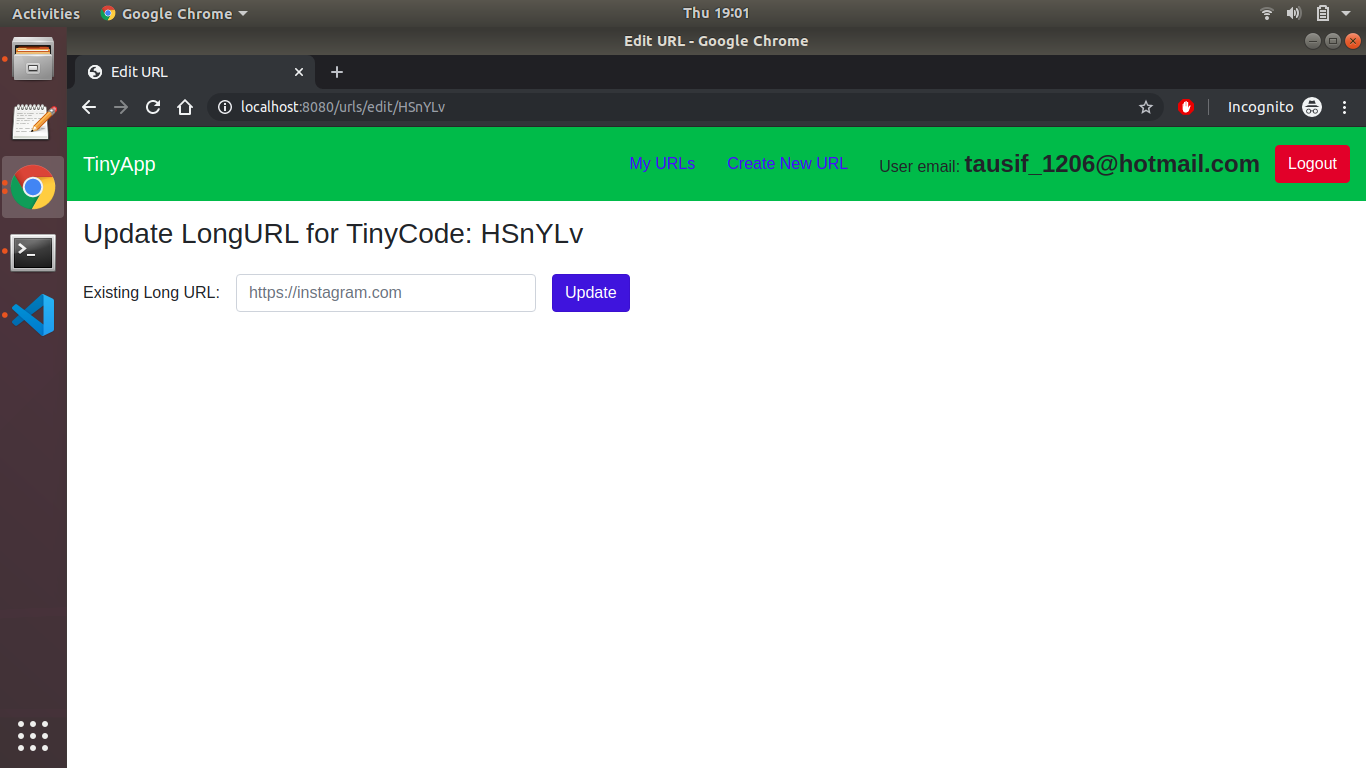 Activities Google Chrome Thu 19:01
Edit URL - Google Chrome
Edit URL
localhost:8080/urls/edit/HSnYLv Incognito
TinyApp My URLs Create New URL User email: tausif_1206@hotmail.com Logout
Update LongURL for TinyCode: HSnYLv
Existing Long URL: https://instagram.com Update